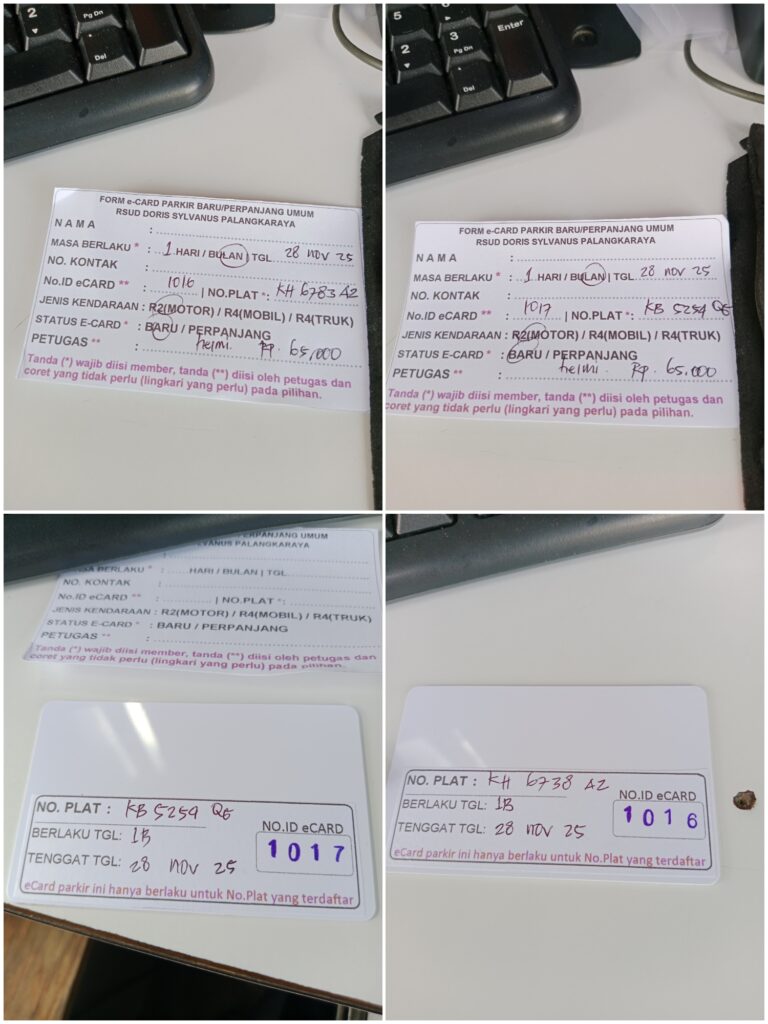 2
Pg Dn
Del
FORM e-CARD PARKIR BARU/PERPANJANG UMUM
RSUD DORIS SYLVANUS PALANGKARAYA
N A M A :
MASA BERLAKU * : 1 HARI / BULAN | TGL 28 nov 25
NO. KONTAK :
No.ID eCARD ** : 1016 | NO.PLAT *: KH 6783 AZ
JENIS KENDARAAN : R2(MOTOR) / R4(MOBIL) / R4(TRUK)
STATUS E-CARD * : BARU / PERPANJANG
PETUGAS ** : helmi. Rp. 65,000
Tanda (*) wajib diisi member, tanda (**) diisi oleh petugas dan
coret yang tidak perlu (lingkari yang perlu) pada pilihan.
5
2
3
Pg Dn
Enter
Del
FORM e-CARD PARKIR BARU/PERPANJANG UMUM
RSUD DORIS SYLVANUS PALANGKARAYA
N A M A :
MASA BERLAKU * : 1 HARI / BULAN | TGL 28 nov 25
NO. KONTAK :
No.ID eCARD ** : 1017 | NO.PLAT *: KB 5259 QE
JENIS KENDARAAN : R2(MOTOR) / R4(MOBIL) / R4(TRUK)
STATUS E-CARD * : BARU / PERPANJANG
PETUGAS ** : helmi. Rp. 65.000
Tanda (*) wajib diisi member, tanda (**) diisi oleh petugas dan
coret yang tidak perlu (lingkari yang perlu) pada pilihan.
ERPANJANG UMUM
YLVANUS PALANGKARAYA
MASA BERLAKU * : HARI / BULAN | TGL
NO. KONTAK :
No.ID eCARD ** : | NO.PLAT *:
JENIS KENDARAAN : R2(MOTOR) / R4(MOBIL) / R4(TRUK)
STATUS E-CARD * : BARU / PERPANJANG
PETUGAS ** :
Tanda (*) wajib diisi member, tanda (**) diisi oleh petugas dan
coret yang tidak perlu (lingkari yang perlu) pada pilihan.
NO. PLAT : KB 5259 QE
BERLAKU TGL: 1B
NO.ID eCARD
1017
TENGGAT TGL: 28 NOV 25
eCard parkir ini hanya berlaku untuk No.Plat yang terdaftar
NO. PLAT : KH 6738 AZ
BERLAKU TGL: 1B
NO.ID eCARD
1016
TENGGAT TGL: 28 NOV 25
eCard parkir ini hanya berlaku untuk No.Plat yang terdaftar